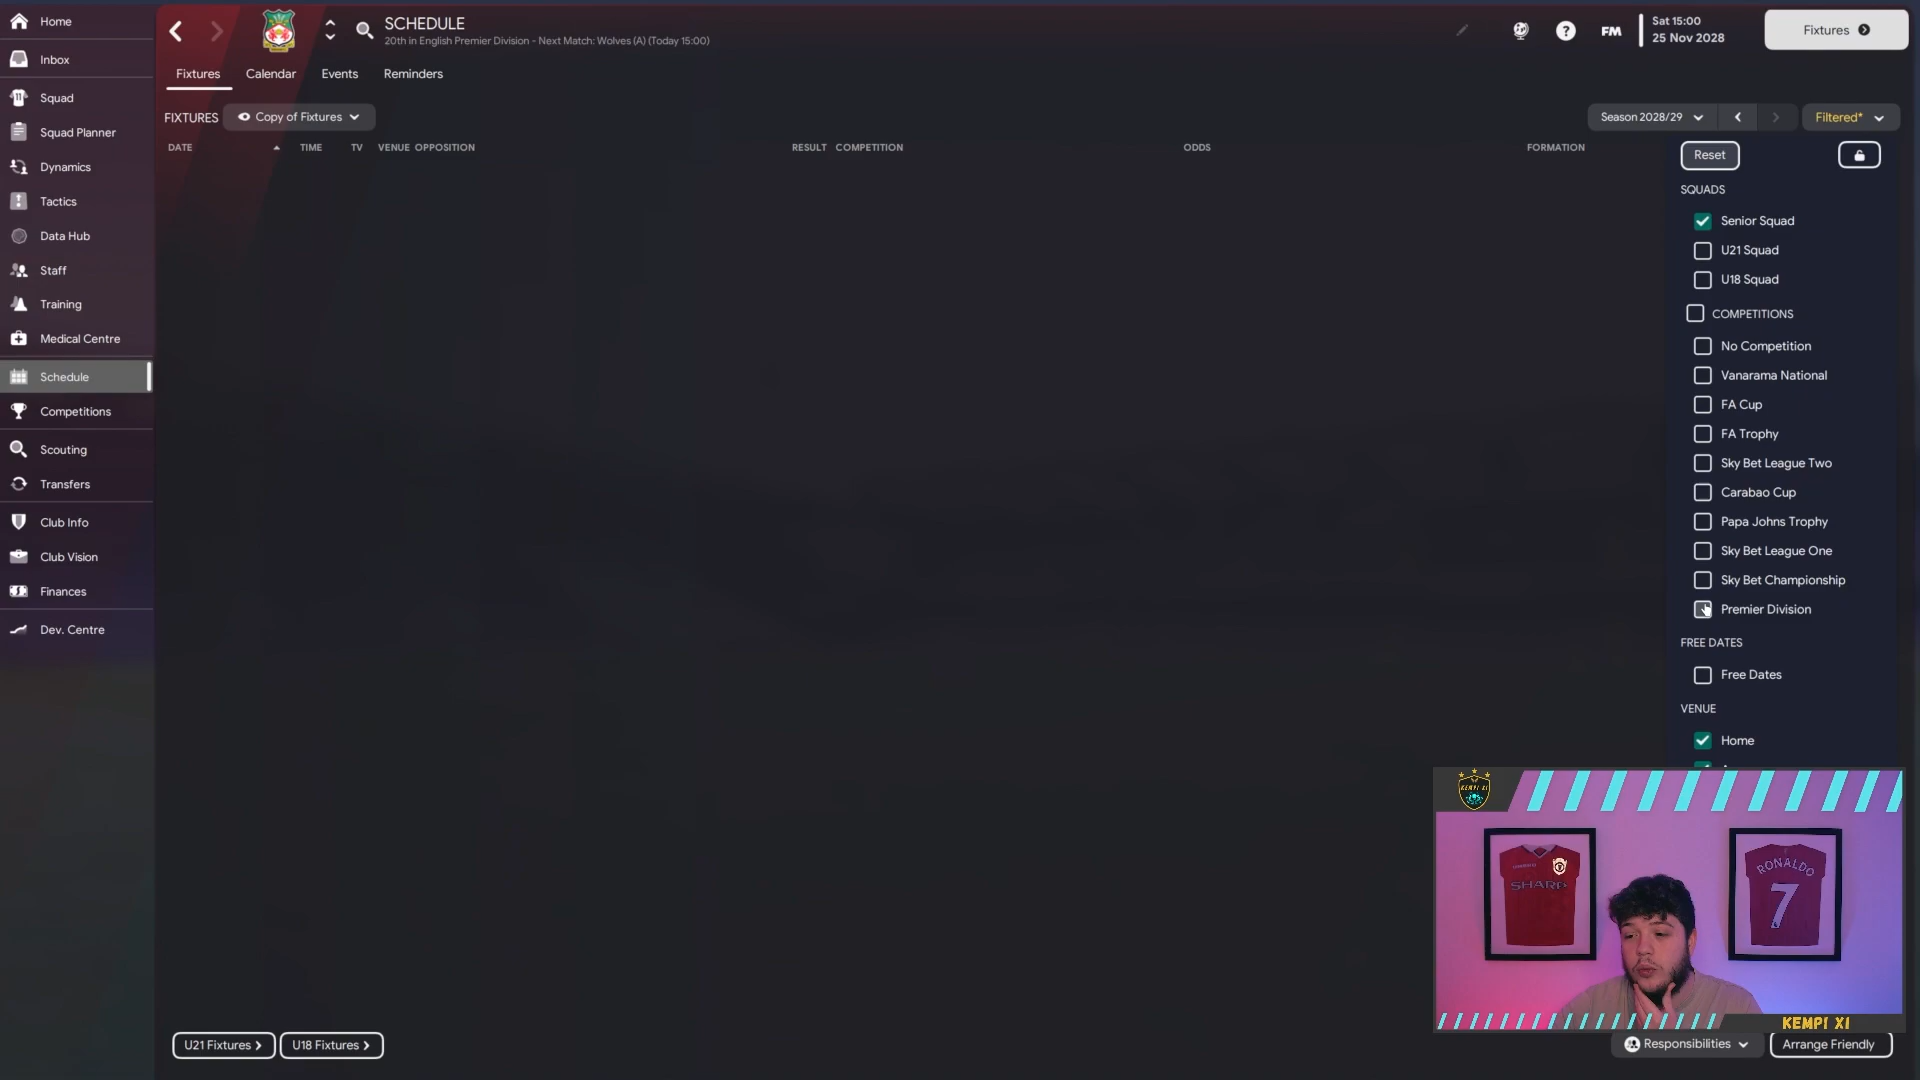 Home
Inbox
Squad
Squad Planner
Dynamics
Tactics
Data Hub
Staff
Training
Medical Centre
Schedule
Competitions
Scouting
Transfers
Club Info
Club Vision
Finances
Dev. Centre
SCHEDULE
20th in English Premier Division - Next Match: Wolves (A) (Today 15:00)
FM
Sat 15:00
25 Nov 2028
Fixtures
Fixtures Calendar Events Reminders
FIXTURES Copy of Fixtures
Season 2028/29 Filtered*
DATE TIME TV VENUE OPPOSITION RESULT COMPETITION ODDS FORMATION
Reset
SQUADS
Senior Squad
U21 Squad
U18 Squad
COMPETITIONS
No Competition
Vanarama National
FA Cup
FA Trophy
Sky Bet League Two
Carabao Cup
Papa Johns Trophy
Sky Bet League One
Sky Bet Championship
Premier Division
FREE DATES
Free Dates
VENUE
Home
KEMPI XI
SHARP
RONALDO
7
KEMPI XI
U21 Fixtures U18 Fixtures
Responsibilities Arrange Friendly